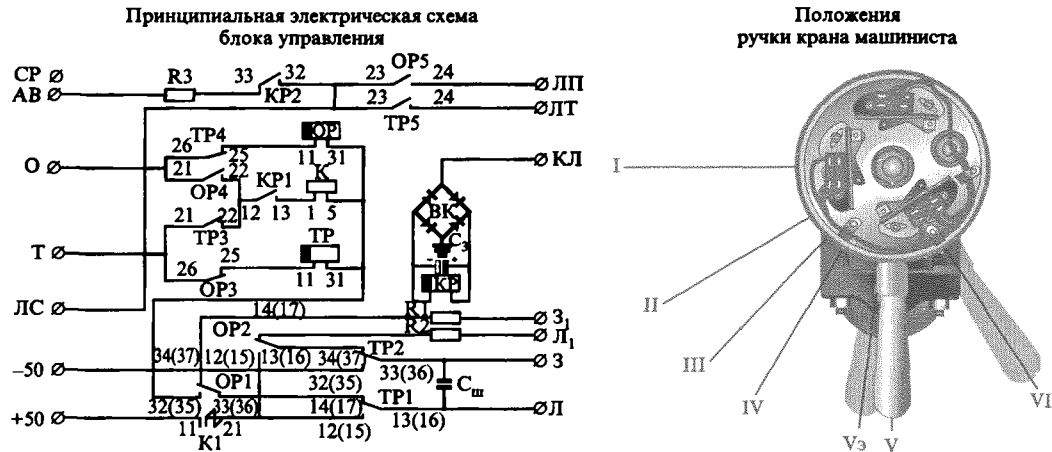 Принципиальная электрическая схема
блока управления
Положения
ручки крана машиниста
СР
АВ
R3
33
32
КР2
23
ОР5
24
ЛП
23
24
ЛТ
ТР5
ТР4
26
25
ОР
11
31
О
21
22
ОР4
КР1
К
12
13
1
5
21
22
ТР3
Т
25
ТР
26
11
31
ОР3
ЛС
КЛ
ВК
С3
- +
КР
14(17)
R1
З1
ОР2
R2
Л1
34(37)
12(15)
13(16)
34(37)
ТР2
З
–50
33(36)
32(35)
Сш
ОР1
32(35)
33(36)
14(17)
ТР1
Л
+50
11
21
13(16)
К1
12(15)
I
II
III
IV
Vэ
V
VI